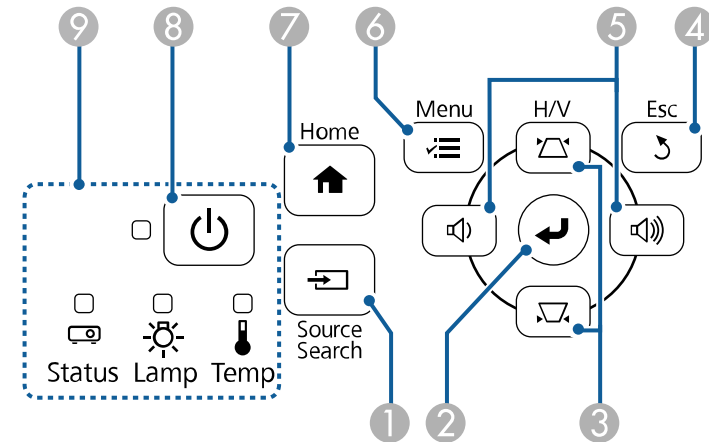 9 8 7 6 5 4
Menu H/V Esc
Home
Source
Search
Status Lamp Temp
1 2 3